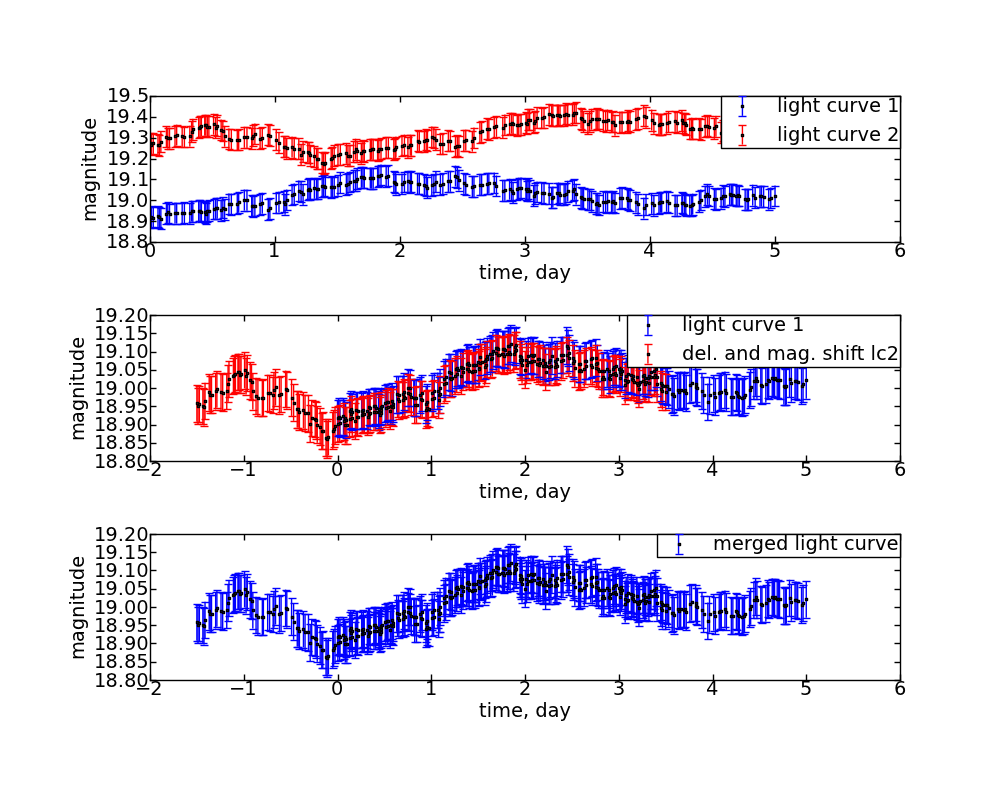 19.5
19.4
19.3
19.2
19.1
19.0
18.9
18.8
magnitude
light curve 1
light curve 2
0 1 2 3 4 5 6
time, day
19.20
19.15
19.10
19.05
19.00
18.95
18.90
18.85
18.80
magnitude
light curve 1
del. and mag. shift lc2
−2 −1 0 1 2 3 4 5 6
time, day
19.20
19.15
19.10
19.05
19.00
18.95
18.90
18.85
18.80
magnitude
merged light curve
−2 −1 0 1 2 3 4 5 6
time, day